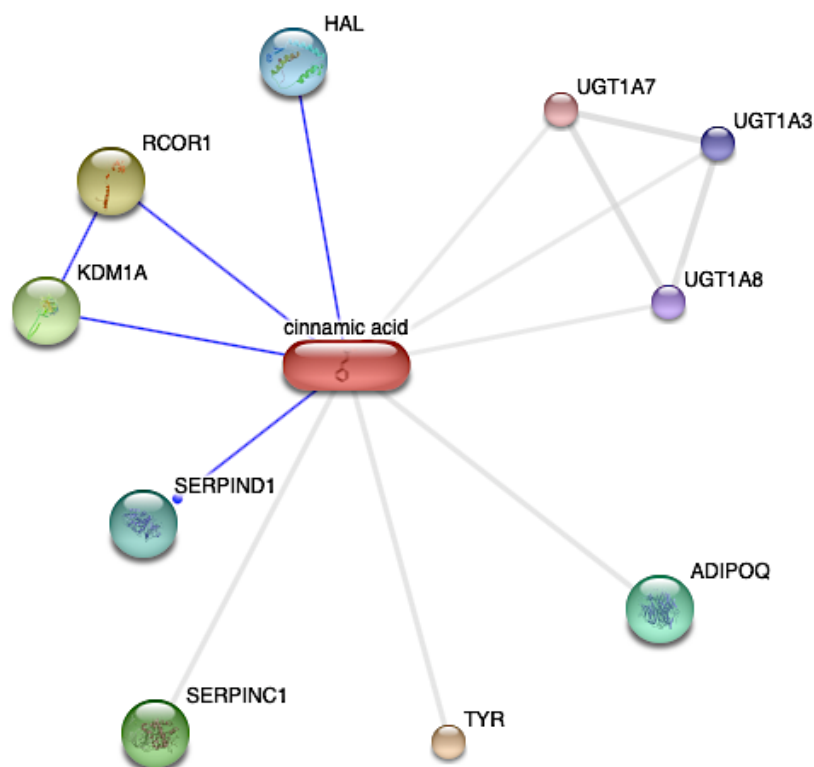 HAL
UGT1A7
UGT1A3
RCOR1
KDM1A
UGT1A8
cinnamic acid
SERPIND1
ADIPOQ
SERPINC1
TYR